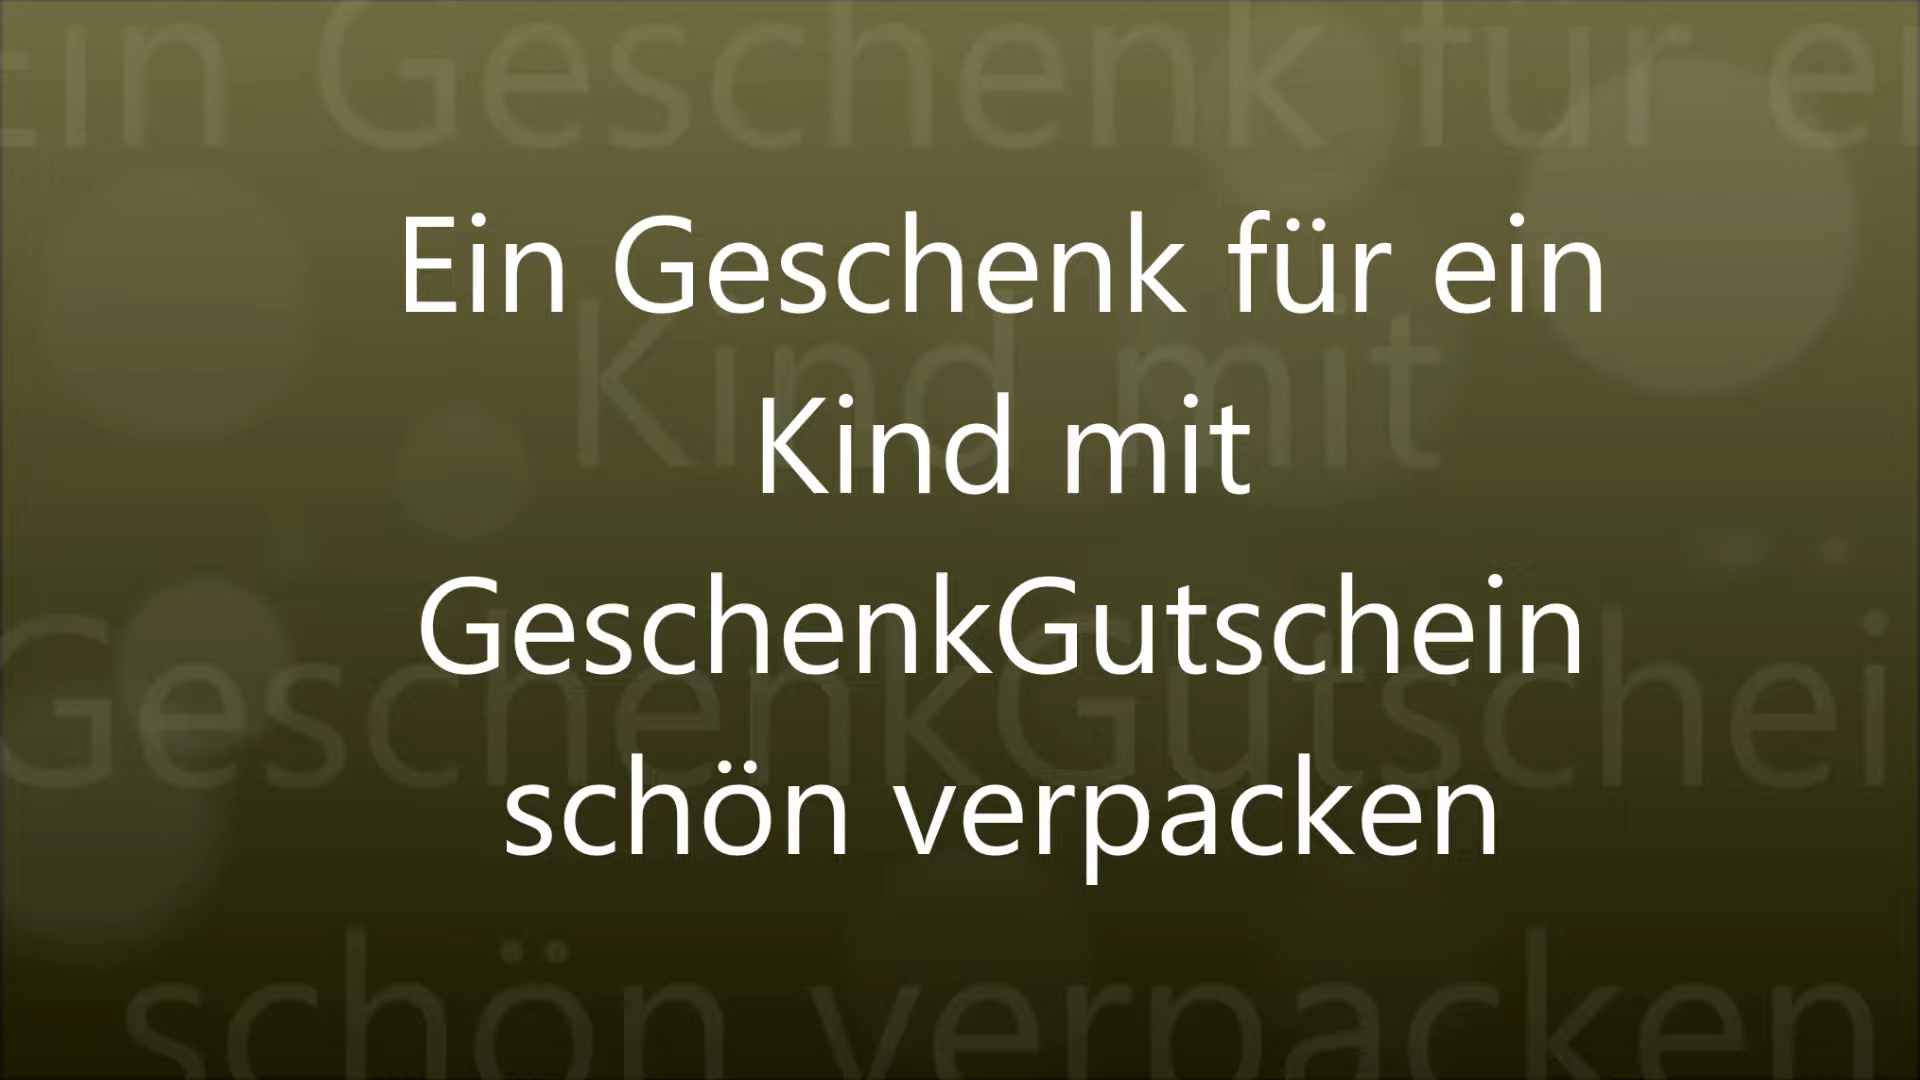 Ein Geschenk für ein
Kind mit
GeschenkGutschein
schön verpacken